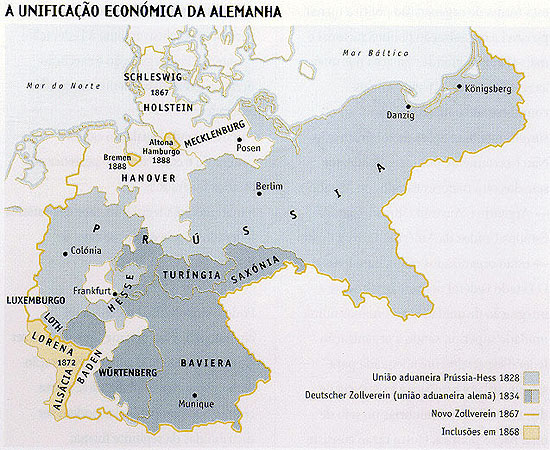 A UNIFICAÇÃO ECONÓMICA DA ALEMANHA
Mar do Norte
Mar Báltico
SCHLESWIG
1867
HOLSTEIN
Königsberg
Danzig
MECKLENBURG
Altona
Hamburgo
1888
Bremen
1888
Posen
HANOVER
Berlim
PRÚSSIA
Colónia
TURÍNGIA
SAXÓNIA
Frankfurt
HESSE
LUXEMBURGO
LOTH
LORENA
1872
ALSÁCIA
BADEN
WÜRTENBERG
BAVIERA
Munique
União aduaneira Prússia-Hess 1828
Deutscher Zollverein (união aduaneira alemã) 1834
Novo Zollverein 1867
Inclusões em 1868